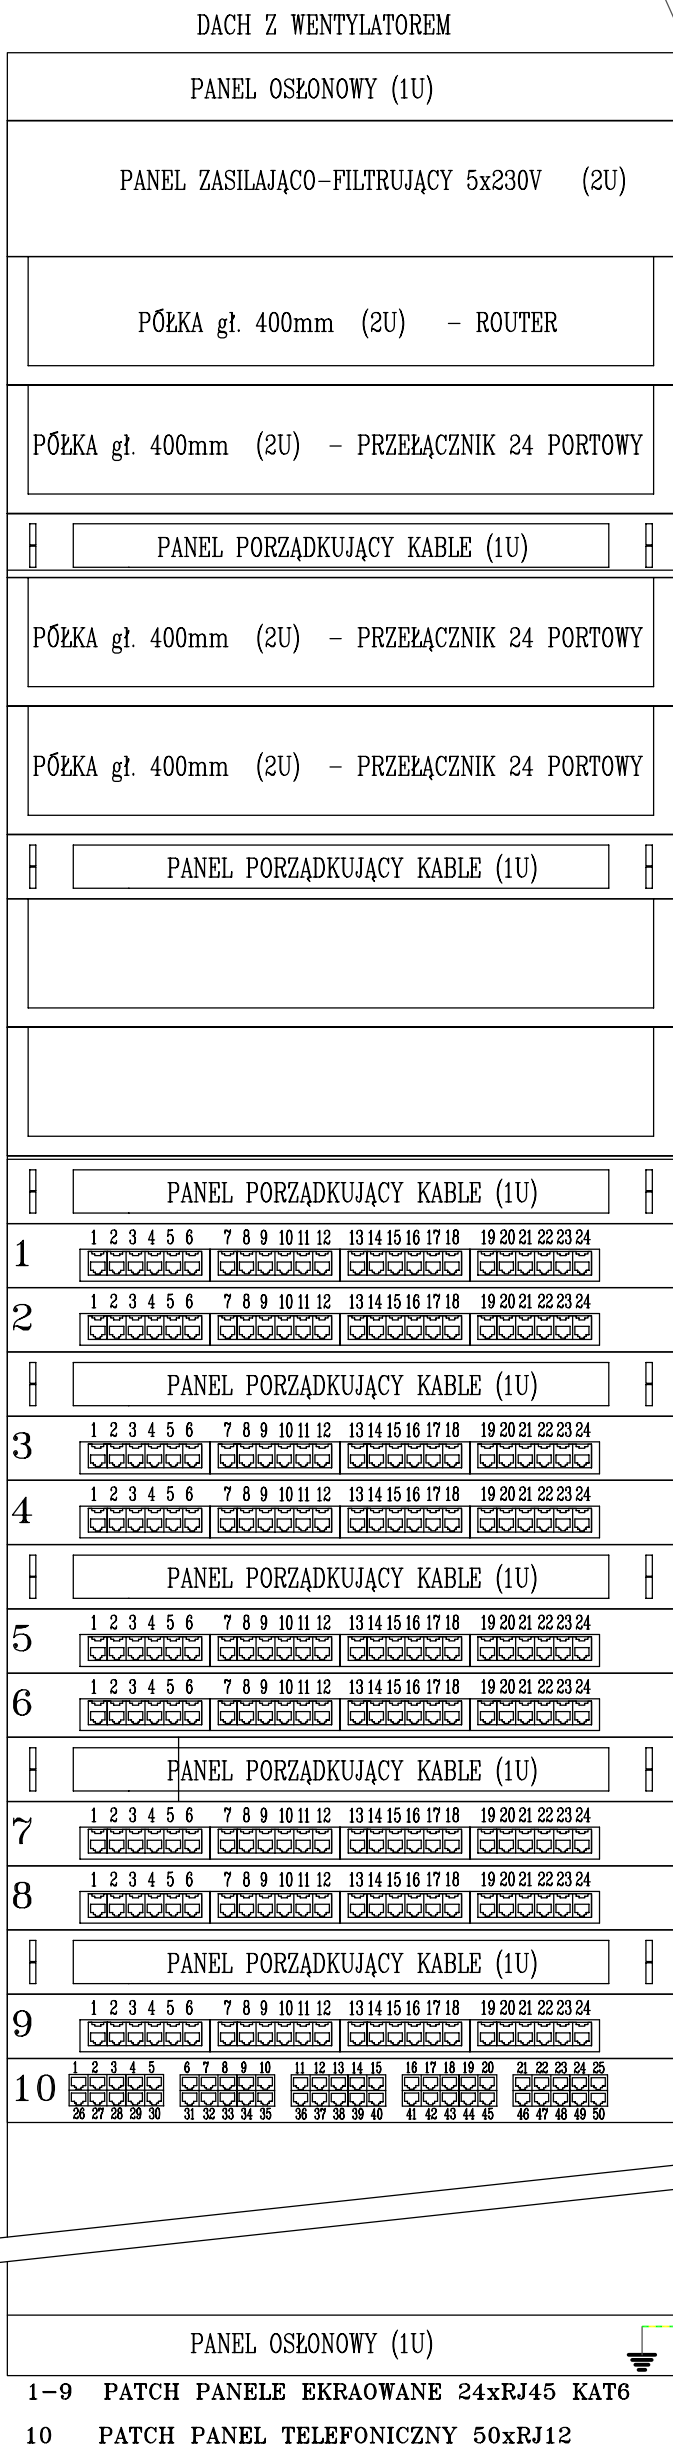 DACH Z WENTYLATOREM
PANEL OSŁONOWY (1U)
PANEL ZASILAJĄCO-FILTRUJĄCY 5x230V (2U)
PÓŁKA gł. 400mm (2U) - ROUTER
PÓŁKA gł. 400mm (2U) - PRZEŁĄCZNIK 24 PORTOWY
PANEL PORZĄDKUJĄCY KABLE (1U)
PÓŁKA gł. 400mm (2U) - PRZEŁĄCZNIK 24 PORTOWY
PÓŁKA gł. 400mm (2U) - PRZEŁĄCZNIK 24 PORTOWY
PANEL PORZĄDKUJĄCY KABLE (1U)
PANEL PORZĄDKUJĄCY KABLE (1U)
1 2 3 4 5 6 7 8 9 10 11 12 13 14 15 16 17 18 19 20 21 22 23 24
1
1 2 3 4 5 6 7 8 9 10 11 12 13 14 15 16 17 18 19 20 21 22 23 24
2
PANEL PORZĄDKUJĄCY KABLE (1U)
1 2 3 4 5 6 7 8 9 10 11 12 13 14 15 16 17 18 19 20 21 22 23 24
3
1 2 3 4 5 6 7 8 9 10 11 12 13 14 15 16 17 18 19 20 21 22 23 24
4
PANEL PORZĄDKUJĄCY KABLE (1U)
1 2 3 4 5 6 7 8 9 10 11 12 13 14 15 16 17 18 19 20 21 22 23 24
5
1 2 3 4 5 6 7 8 9 10 11 12 13 14 15 16 17 18 19 20 21 22 23 24
6
PANEL PORZĄDKUJĄCY KABLE (1U)
1 2 3 4 5 6 7 8 9 10 11 12 13 14 15 16 17 18 19 20 21 22 23 24
7
1 2 3 4 5 6 7 8 9 10 11 12 13 14 15 16 17 18 19 20 21 22 23 24
8
PANEL PORZĄDKUJĄCY KABLE (1U)
1 2 3 4 5 6 7 8 9 10 11 12 13 14 15 16 17 18 19 20 21 22 23 24
9
1 2 3 4 5 6 7 8 9 10 11 12 13 14 15 16 17 18 19 20 21 22 23 24 25
10
26 27 28 29 30 31 32 33 34 35 36 37 38 39 40 41 42 43 44 45 46 47 48 49 50
PANEL OSŁONOWY (1U)
1-9 PATCH PANELE EKRAOWANE 24xRJ45 KAT6
10 PATCH PANEL TELEFONICZNY 50xRJ12